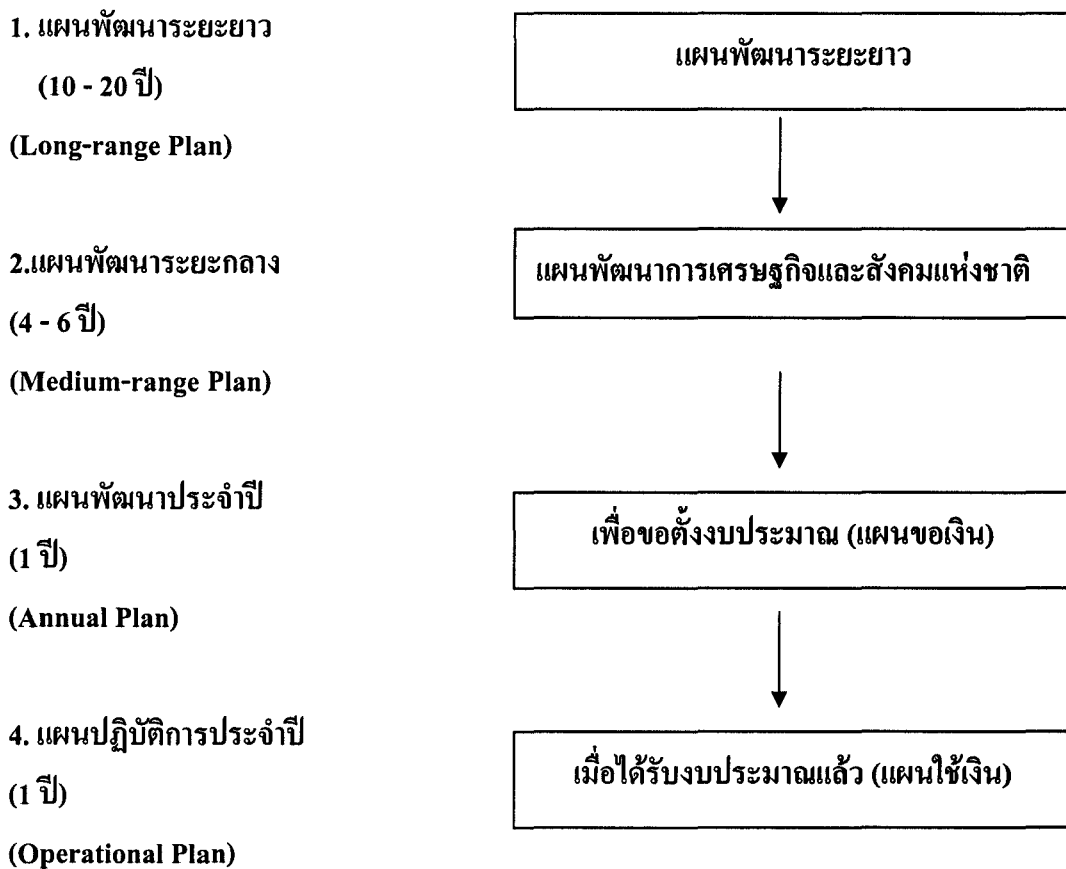 1. แผนพัฒนาระยะยาว
(10 - 20 ปี)
(Long-range Plan)
แผนพัฒนาระยะยาว
2.แผนพัฒนาระยะกลาง
(4 - 6 ปี)
(Medium-range Plan)
แผนพัฒนาการเศรษฐกิจและสังคมแห่งชาติ
3. แผนพัฒนาประจำปี
(1 ปี)
(Annual Plan)
เพื่อขอตั้งงบประมาณ (แผนขอเงิน)
4. แผนปฏิบัติการประจำปี
(1 ปี)
(Operational Plan)
เมื่อได้รับงบประมาณแล้ว (แผนใช้เงิน)